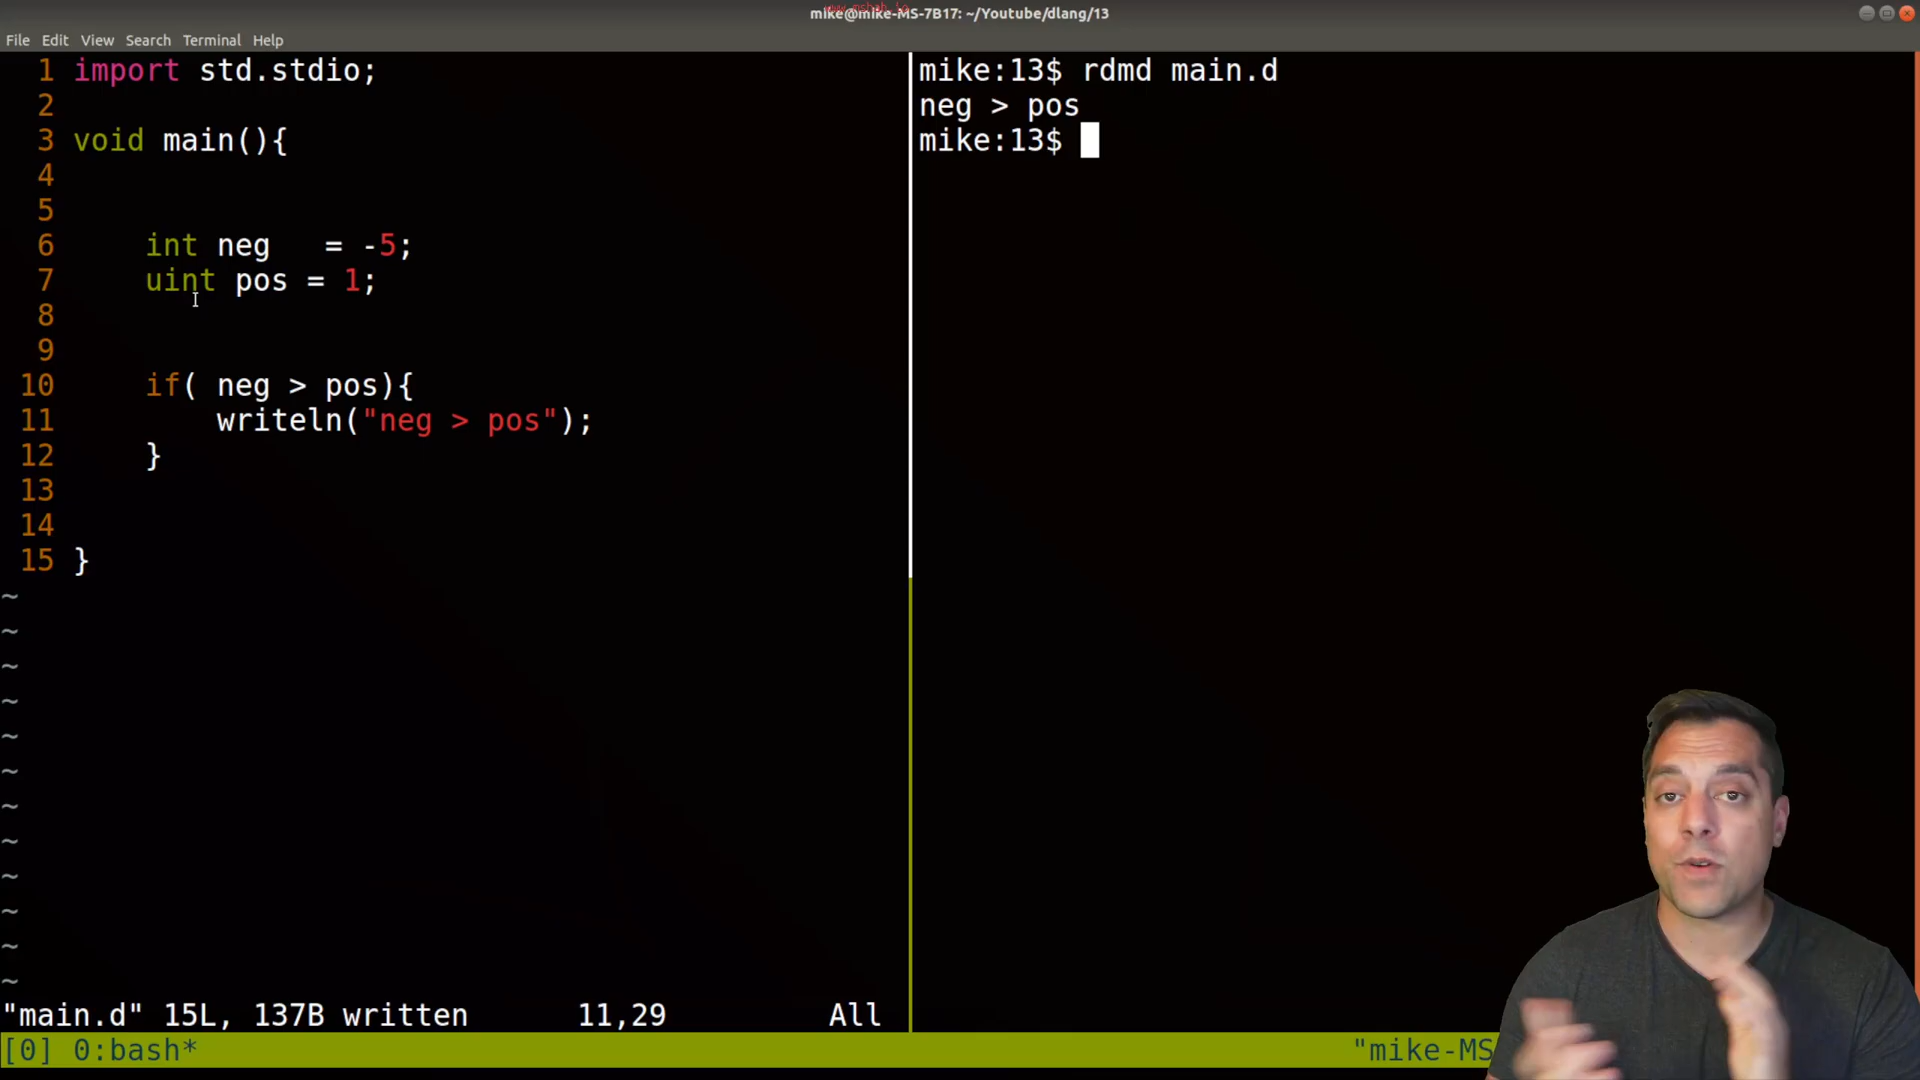 www.mshah.io
mike@mike-MS-7B17: ~/Youtube/dlang/13
File Edit View Search Terminal Help
1 import std.stdio;
2
3 void main(){
4
5
6 int neg   = -5;
7 uint pos = 1;
8
9
10 if( neg > pos){
11 writeln("neg > pos");
12 }
13
14
15 }
~
~
~
~
~
~
~
~
~
~
~
~
"main.d" 15L, 137B written 11,29 All
mike:13$ rdmd main.d
neg > pos
mike:13$
[0] 0:bash* "mike-MS